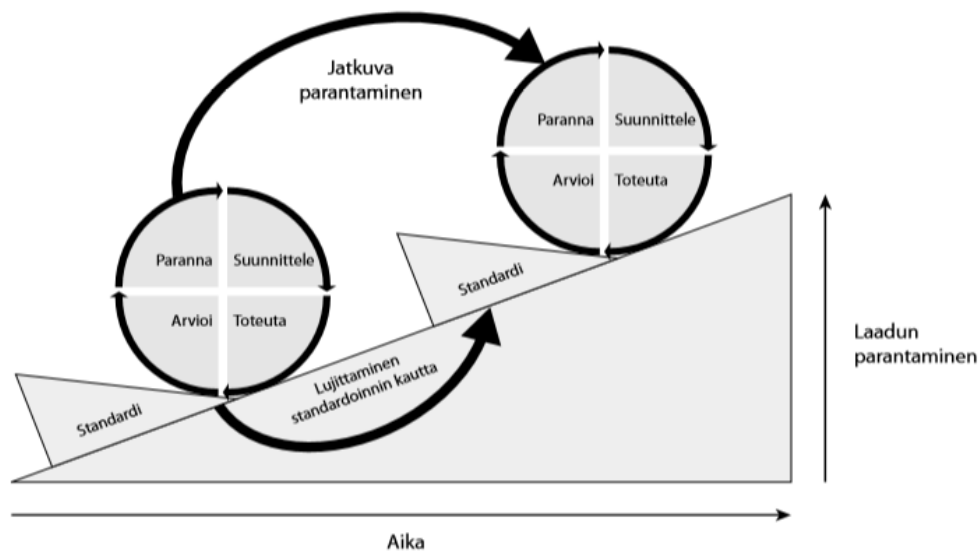 Jatkuva
parantaminen
Paranna
Suunnittele
Arvioi
Toteuta
Paranna
Suunnittele
Arvioi
Toteuta
Standardi
Standardi
Lujittaminen
standardoinnin kautta
Laadun
parantaminen
Aika